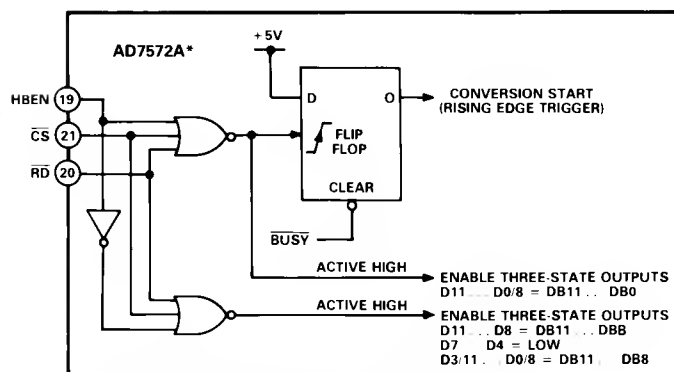 AD7572A*
+5V
HBEN 19
CS 21
RD 20
D O
FLIP
FLOP
CLEAR
BUSY
CONVERSION START
(RISING EDGE TRIGGER)
ACTIVE HIGH
ENABLE THREE-STATE OUTPUTS
D11 ... D0/8 = DB11 .. DB0
ACTIVE HIGH
ENABLE THREE-STATE OUTPUTS
D11 ... D8 = DB11 ... DBB
D7 D4 = LOW
D3/11 . D0/8 = DB11 . DB8